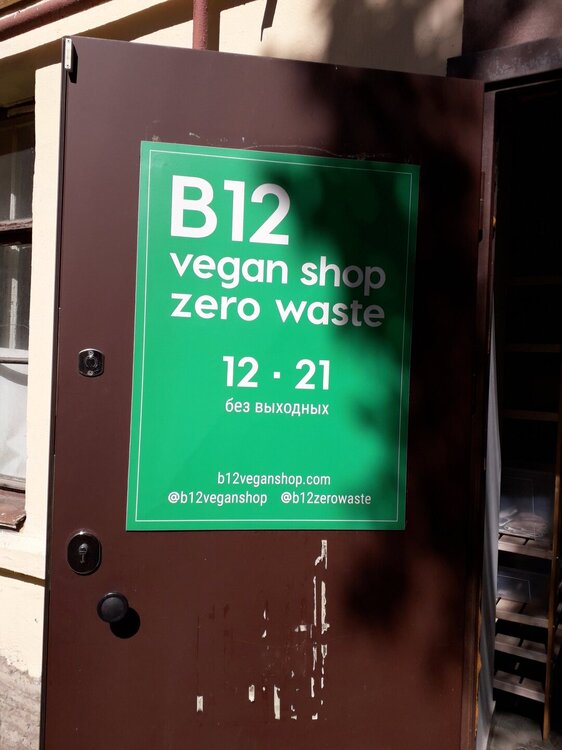 B12
vegan shop
zero waste
12 · 21
без выходных
b12veganshop.com
@b12veganshop @b12zerowaste